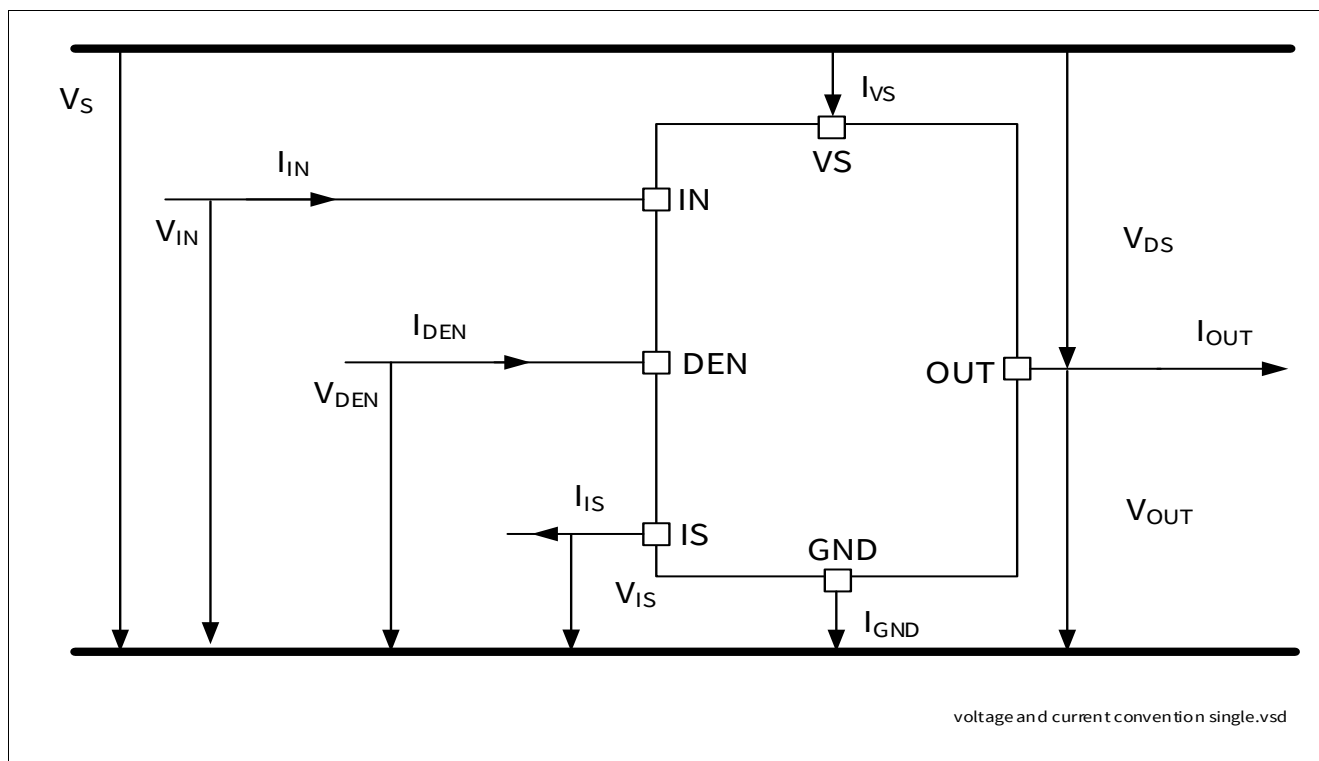 VS
IVS
IIN
VS
IN
VIN
VDS
IDEN
IOUT
DEN
OUT
VDEN
IIS
VOUT
IS
GND
VIS
IGND
voltage and current convention single.vsd